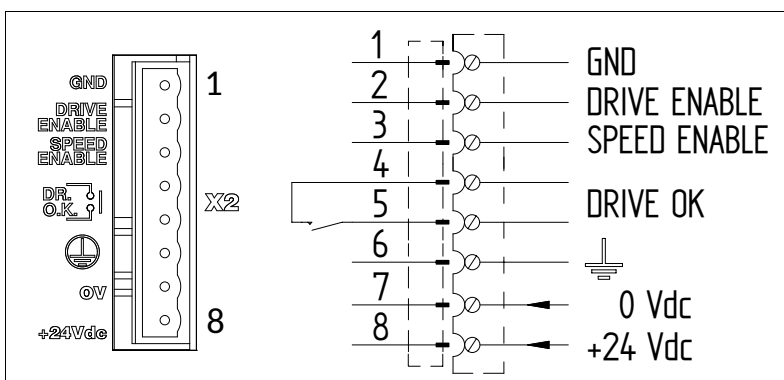 GND
DRIVE
ENABLE
SPEED
ENABLE
DR.
O.K.
0V
+24Vdc
1
X2
8
1
GND
2
DRIVE ENABLE
3
SPEED ENABLE
4
5
DRIVE OK
6
7
0 Vdc
8
+24 Vdc